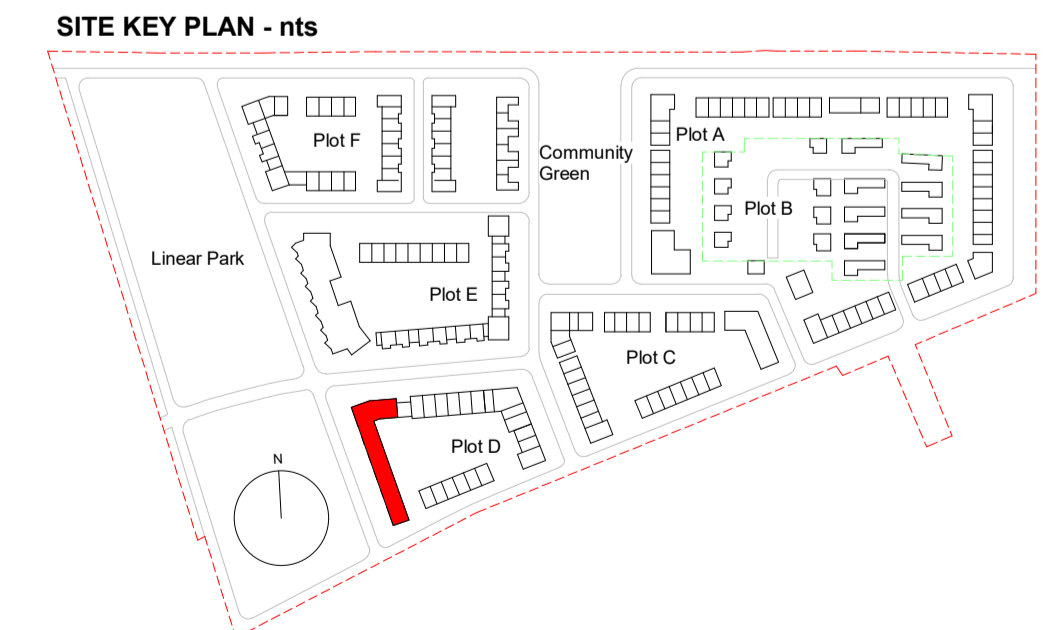 SITE KEY PLAN - nts
Plot F
Plot A
Community
Green
Plot B
Linear Park
Plot E
Plot C
Plot D
N